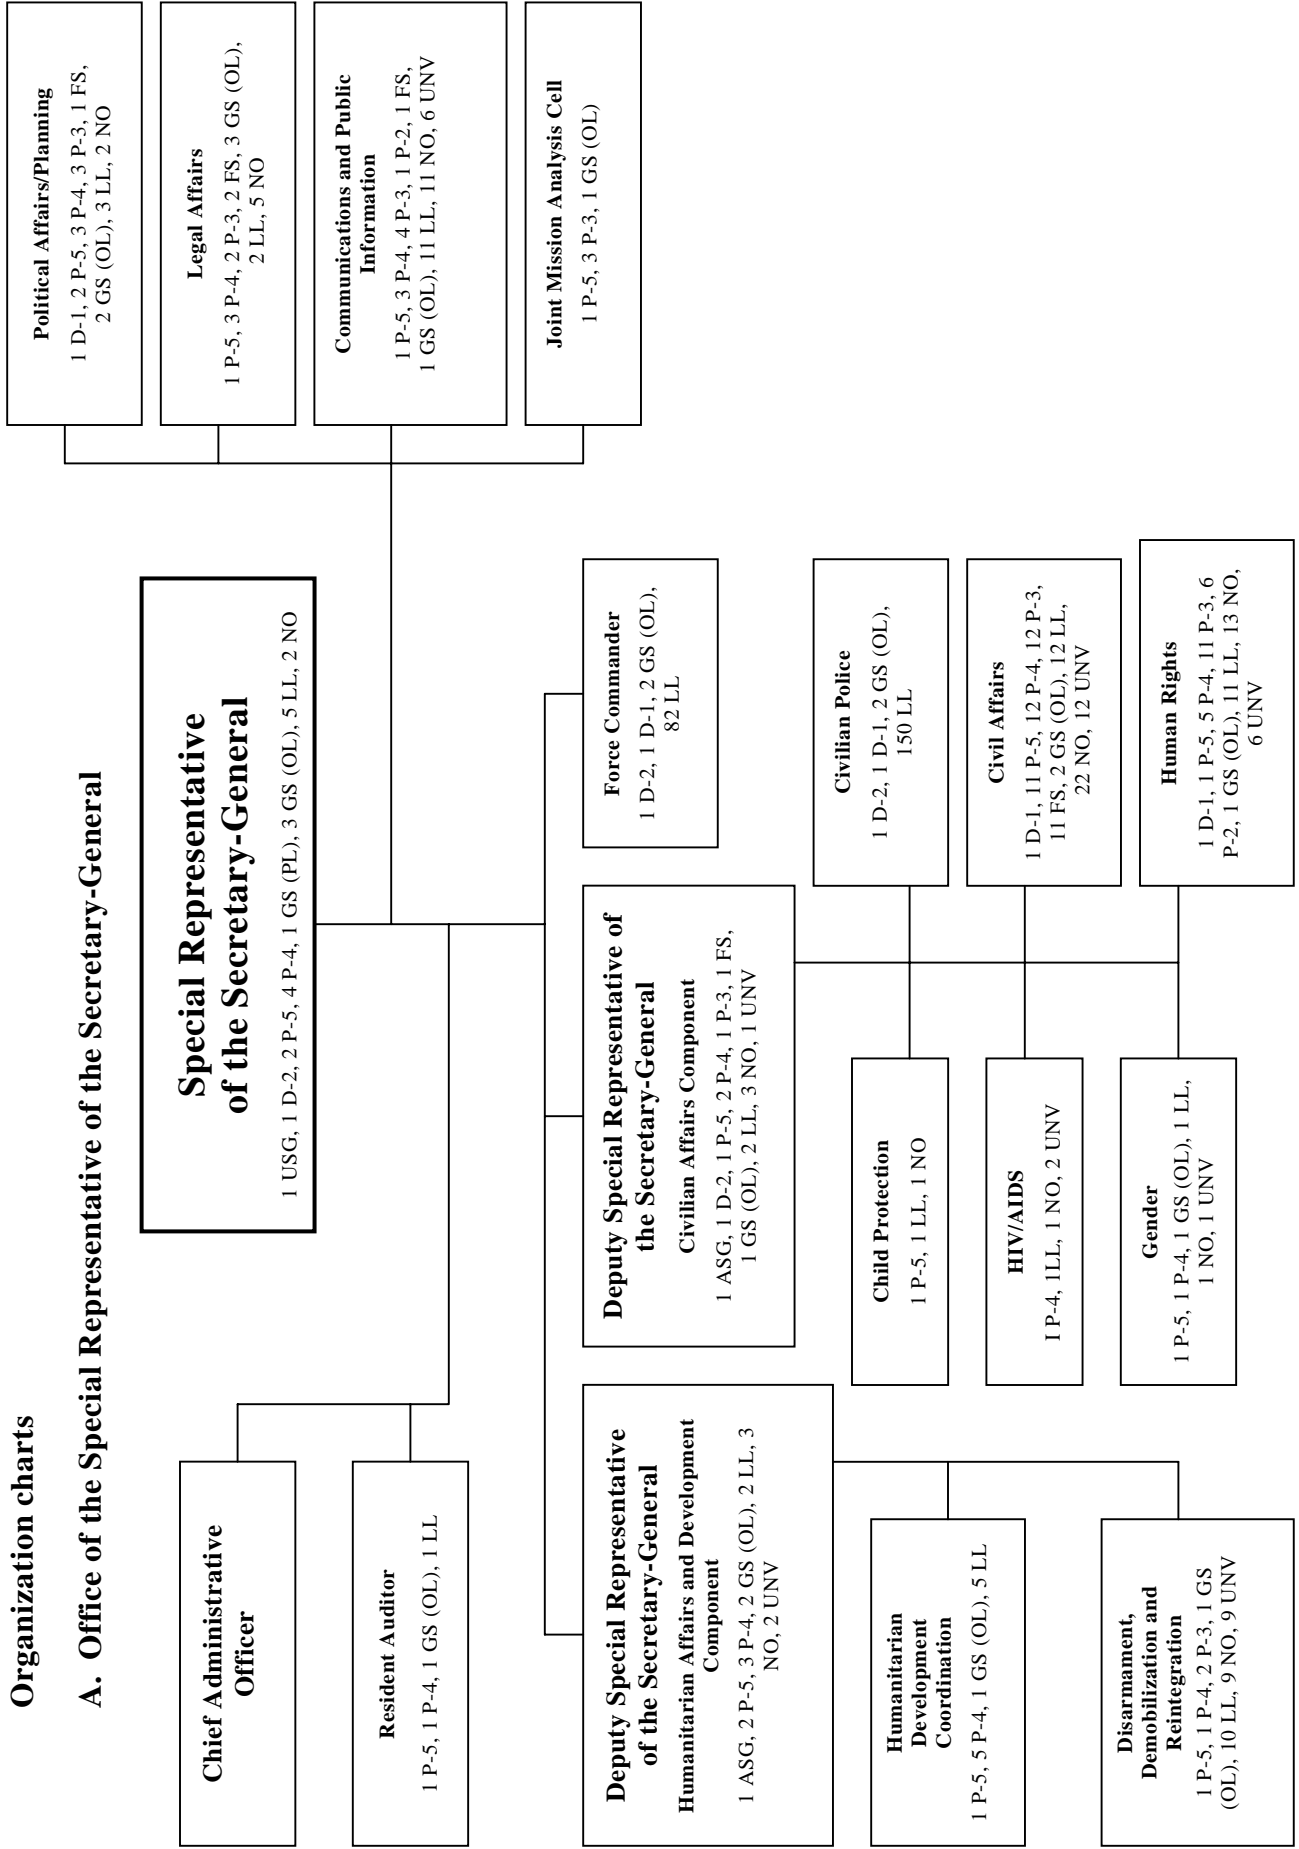 Organization charts
A. Office of the Special Representative of the Secretary-General
Special Representative
of the Secretary-General
1 USG, 1 D-2, 2 P-5, 4 P-4, 1 GS (PL), 3 GS (OL), 5 LL, 2 NO
Political Affairs/Planning
1 D-1, 2 P-5, 3 P-4, 3 P-3, 1 FS,
2 GS (OL), 3 LL, 2 NO
Legal Affairs
1 P-5, 3 P-4, 2 P-3, 2 FS, 3 GS (OL),
2 LL, 5 NO
Communications and Public
Information
1 P-5, 3 P-4, 4 P-3, 1 P-2, 1 FS,
1 GS (OL), 11 LL, 11 NO, 6 UNV
Joint Mission Analysis Cell
1 P-5, 3 P-3, 1 GS (OL)
Chief Administrative
Officer
Resident Auditor
1 P-5, 1 P-4, 1 GS (OL), 1 LL
Deputy Special Representative
of the Secretary-General
Humanitarian Affairs and Development
Component
1 ASG, 2 P-5, 3 P-4, 2 GS (OL), 2 LL, 3
NO, 2 UNV
Deputy Special Representative of
the Secretary-General
Civilian Affairs Component
1 ASG, 1 D-2, 1 P-5, 2 P-4, 1 P-3, 1 FS,
1 GS (OL), 2 LL, 3 NO, 1 UNV
Force Commander
1 D-2, 1 D-1, 2 GS (OL),
82 LL
Humanitarian
Development
Coordination
1 P-5, 5 P-4, 1 GS (OL), 5 LL
Disarmament,
Demobilization and
Reintegration
1 P-5, 1 P-4, 2 P-3, 1 GS
(OL), 10 LL, 9 NO, 9 UNV
Child Protection
1 P-5, 1 LL, 1 NO
HIV/AIDS
1 P-4, 1LL, 1 NO, 2 UNV
Gender
1 P-5, 1 P-4, 1 GS (OL), 1 LL,
1 NO, 1 UNV
Civilian Police
1 D-2, 1 D-1, 2 GS (OL),
150 LL
Civil Affairs
1 D-1, 11 P-5, 12 P-4, 12 P-3,
11 FS, 2 GS (OL), 12 LL,
22 NO, 12 UNV
Human Rights
1 D-1, 1 P-5, 5 P-4, 11 P-3, 6
P-2, 1 GS (OL), 11 LL, 13 NO,
6 UNV